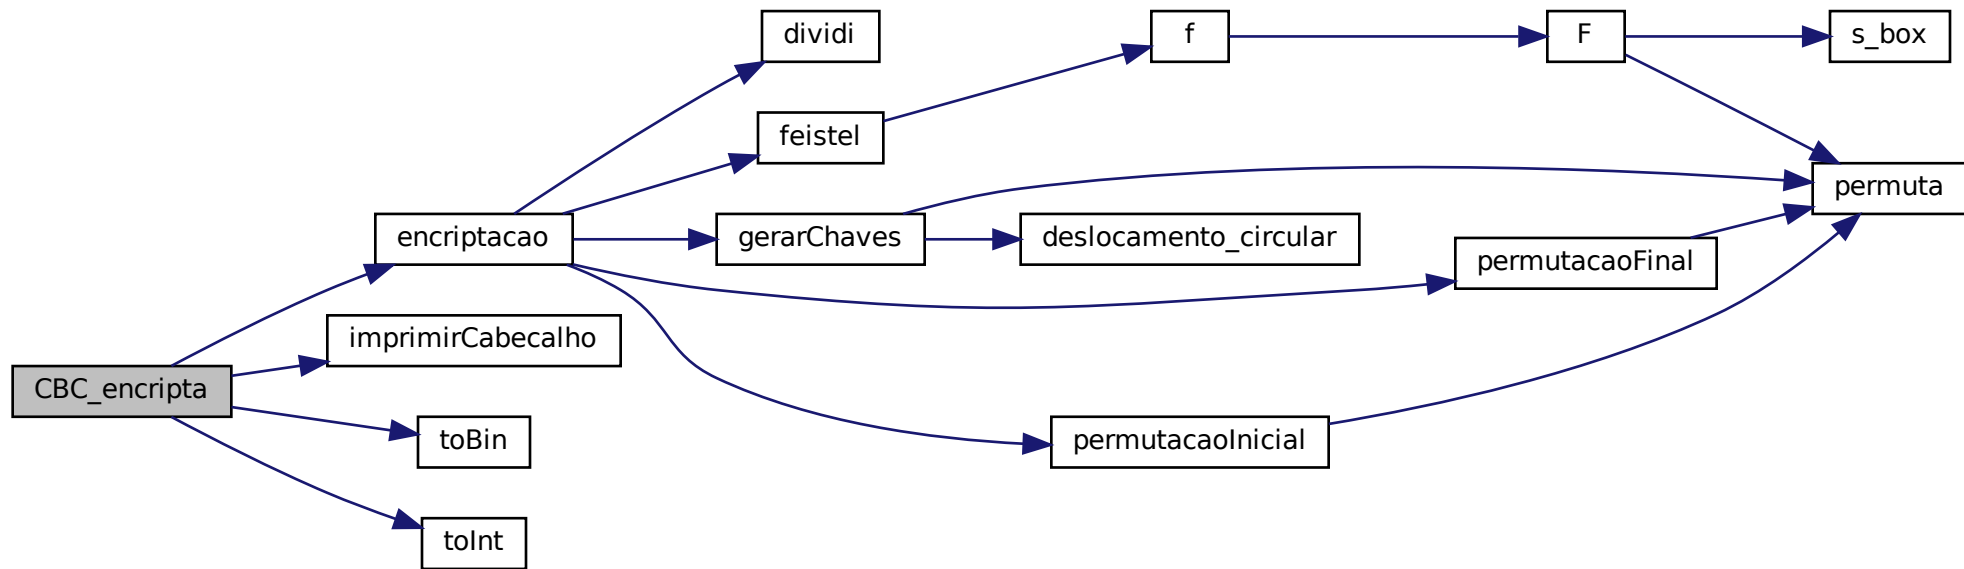 dividi
f
F
s_box
feistel
permuta
encriptacao
gerarChaves
deslocamento_circular
permutacaoFinal
imprimirCabecalho
CBC_encripta
toBin
permutacaoInicial
toInt